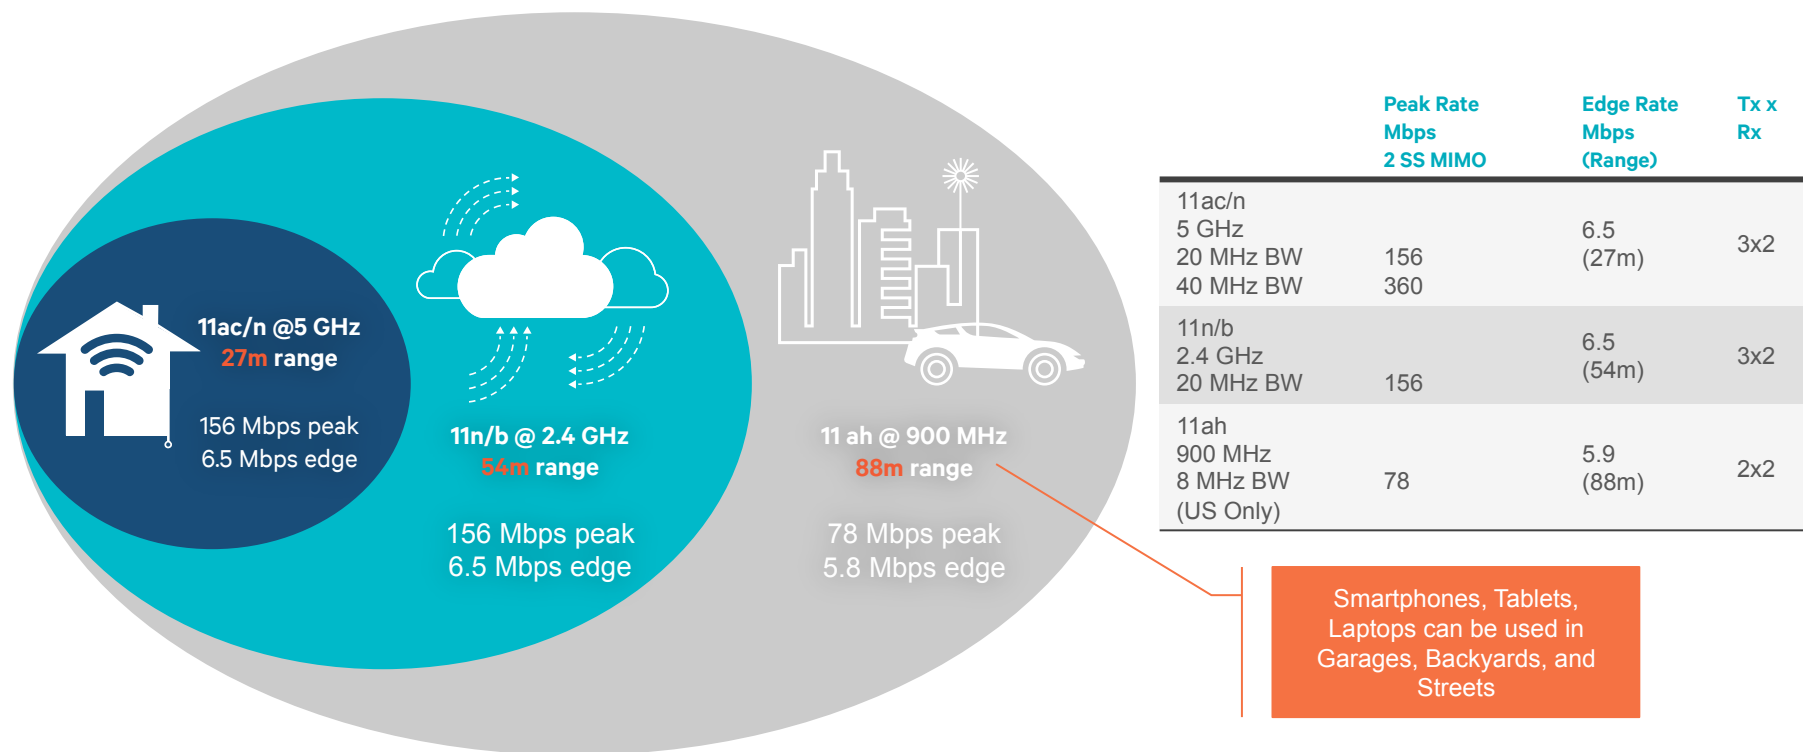 11ac/n @5 GHz
27m range
156 Mbps peak
6.5 Mbps edge
11n/b @ 2.4 GHz
54m range
156 Mbps peak
6.5 Mbps edge
11 ah @ 900 MHz
88m range
78 Mbps peak
5.8 Mbps edge
Peak Rate
Mbps
2 SS MIMO
Edge Rate
Mbps
(Range)
Tx x
Rx
11ac/n
5 GHz
20 MHz BW
40 MHz BW
156
360
6.5
(27m)
3x2
11n/b
2.4 GHz
20 MHz BW
156
6.5
(54m)
3x2
11ah
900 MHz
8 MHz BW
(US Only)
78
5.9
(88m)
2x2
Smartphones, Tablets,
Laptops can be used in
Garages, Backyards, and
Streets